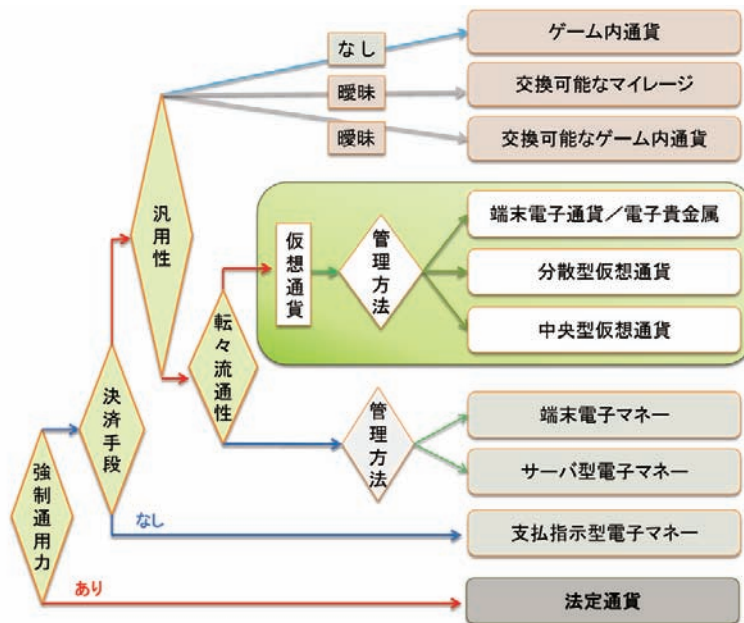 なし
ゲーム内通貨
曖昧
交換可能なマイレージ
曖昧
交換可能なゲーム内通貨
汎用性
仮想通貨
管理方法
端末電子通貨／電子貴金属
分散型仮想通貨
中央型仮想通貨
転々流通性
決済手段
管理方法
端末電子マネー
サーバ型電子マネー
強制通用力
なし
支払指示型電子マネー
あり
法定通貨